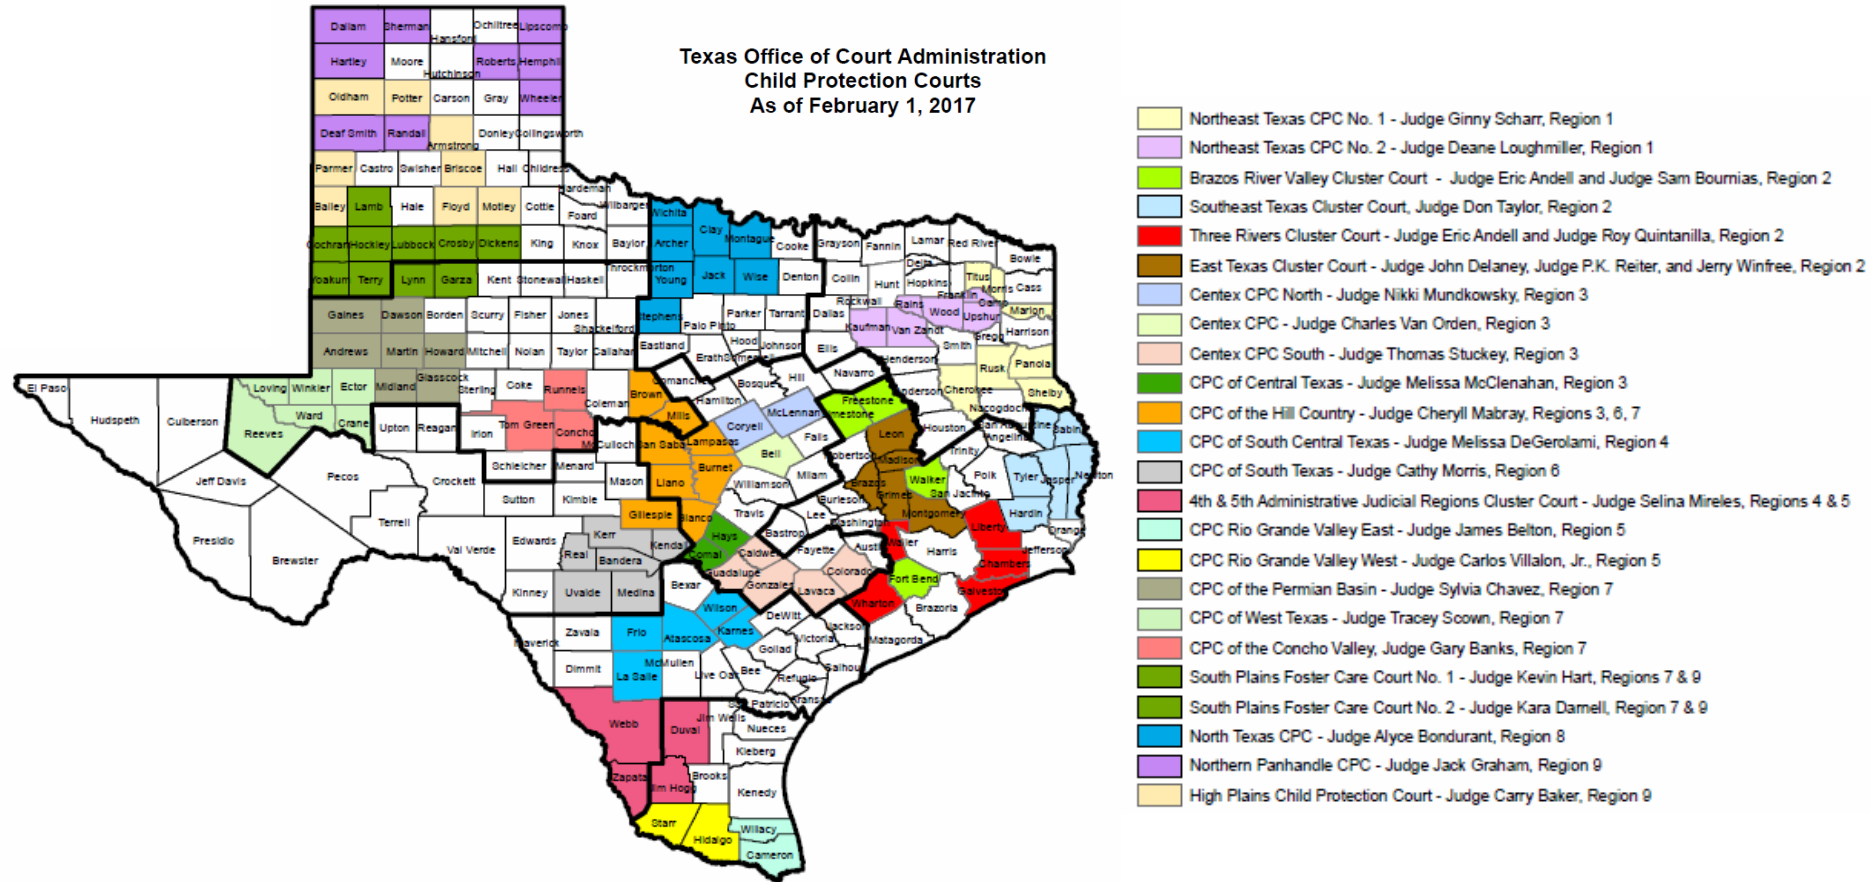 Texas Office of Court Administration
Child Protection Courts
As of February 1, 2017
Northeast Texas CPC No. 1 - Judge Ginny Scharr, Region 1
Northeast Texas CPC No. 2 - Judge Deane Loughmiller, Region 1
Brazos River Valley Cluster Court - Judge Eric Andell and Judge Sam Bournias, Region 2
Southeast Texas Cluster Court, Judge Don Taylor, Region 2
Three Rivers Cluster Court - Judge Eric Andell and Judge Roy Quintanilla, Region 2
East Texas Cluster Court - Judge John Delaney, Judge P.K. Reiter, and Jerry Winfree, Region 2
Centex CPC North - Judge Nikki Mundkowsky, Region 3
Centex CPC - Judge Charles Van Orden, Region 3
Centex CPC South - Judge Thomas Stuckey, Region 3
CPC of Central Texas - Judge Melissa McClenahan, Region 3
CPC of the Hill Country - Judge Cheryll Mabray, Regions 3, 6, 7
CPC of South Central Texas - Judge Melissa DeGerolami, Region 4
CPC of South Texas - Judge Cathy Morris, Region 6
4th & 5th Administrative Judicial Regions Cluster Court - Judge Selina Mireles, Regions 4 & 5
CPC Rio Grande Valley East - Judge James Belton, Region 5
CPC Rio Grande Valley West - Judge Carlos Villalon, Jr., Region 5
CPC of the Permian Basin - Judge Sylvia Chavez, Region 7
CPC of West Texas - Judge Tracey Scown, Region 7
CPC of the Concho Valley, Judge Gary Banks, Region 7
South Plains Foster Care Court No. 1 - Judge Kevin Hart, Regions 7 & 9
South Plains Foster Care Court No. 2 - Judge Kara Darnell, Region 7 & 9
North Texas CPC - Judge Alyce Bondurant, Region 8
Northern Panhandle CPC - Judge Jack Graham, Region 9
High Plains Child Protection Court - Judge Carry Baker, Region 9
Dallam Sherman Hansford Ochiltree Lipscomb
Hartley Moore Hutchinson Roberts Hemphill
Oldham Potter Carson Gray Wheeler
Deaf Smith Randall Armstrong Donley Collingsworth
Parmer Castro Swisher Briscoe Hall Childress
Hardeman
Bailey Lamb Hale Floyd Motley Cottle Foard Wilbarger Wichita
Cochran Hockley Lubbock Crosby Dickens King Knox Baylor Archer Clay Montague Cooke Grayson Fannin Lamar Red River Bowie
Yoakum Terry Lynn Garza Kent Stonewall Haskell Throckmorton Young Jack Wise Denton Collin Hunt Delta Hopkins Franklin Titus Morris Cass
Gaines Dawson Borden Scurry Fisher Jones Shackelford Stephens Palo Pinto Parker Tarrant Dallas Rockwall Kaufman Rains Van Zandt Wood Camp Upshur Marion
Andrews Martin Howard Mitchell Nolan Taylor Callahan Eastland Erath Hood Somervell Johnson Ellis Henderson Smith Gregg Harrison
El Paso Hudspeth Culberson Loving Winkler Ector Midland Glasscock Sterling Coke Runnels Coleman Brown Comanche Hamilton Bosque Hill Navarro Anderson Cherokee Rusk Panola Shelby Nacogdoches
Reeves Ward Crane Upton Reagan Irion Tom Green Concho Culloch Mills San Saba Lampasas Coryell McLennan Limestone Freestone Leon Houston Angelina San Augustine Sabin
Jeff Davis Pecos Crockett Schleicher Menard Mason Llano Burnet Bell Falls Milam Robertson Madison Trinity Polk Tyler Jasper Newton
Presidio Brewster Terrell Val Verde Sutton Kimble Gillespie Blanco Williamson Travis Burleson Brazos Grimes Walker San Jacinto Hardin
Edwards Real Kerr Bandera Kendall Comal Hays Caldwell Bastrop Lee Washington Fayette Austin Waller Montgomery Harris Liberty Orange Jefferson Chambers
Kinney Uvalde Medina Bexar Guadalupe Gonzales Lavaca Colorado Wharton Fort Bend Galveston Brazoria
Maverick Zavala Frio Atascosa Wilson Karnes DeWitt Victoria Jackson Matagorda
Dimmit La Salle McMullen Live Oak Bee Goliad Refugio Calhoun Aransas
Webb Duval Jim Wells San Patricio Nueces Kleberg
Zapata Jim Hogg Brooks Kenedy
Starr Hidalgo Willacy Cameron